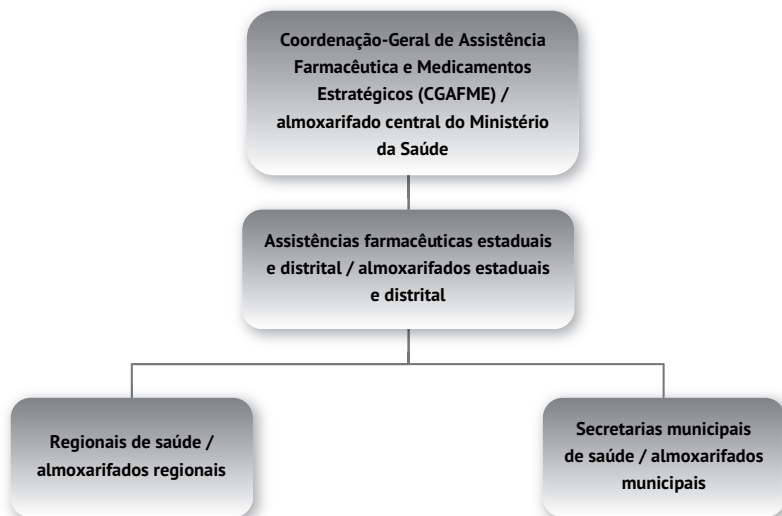 Coordenação-Geral de Assistência
Farmacêutica e Medicamentos
Estratégicos (CGAFME) /
almoxarifado central do Ministério
da Saúde
Assistências farmacêuticas estaduais
e distrital / almoxarifados estaduais
e distrital
Regionais de saúde /
almoxarifados regionais
Secretarias municipais
de saúde / almoxarifados
municipais